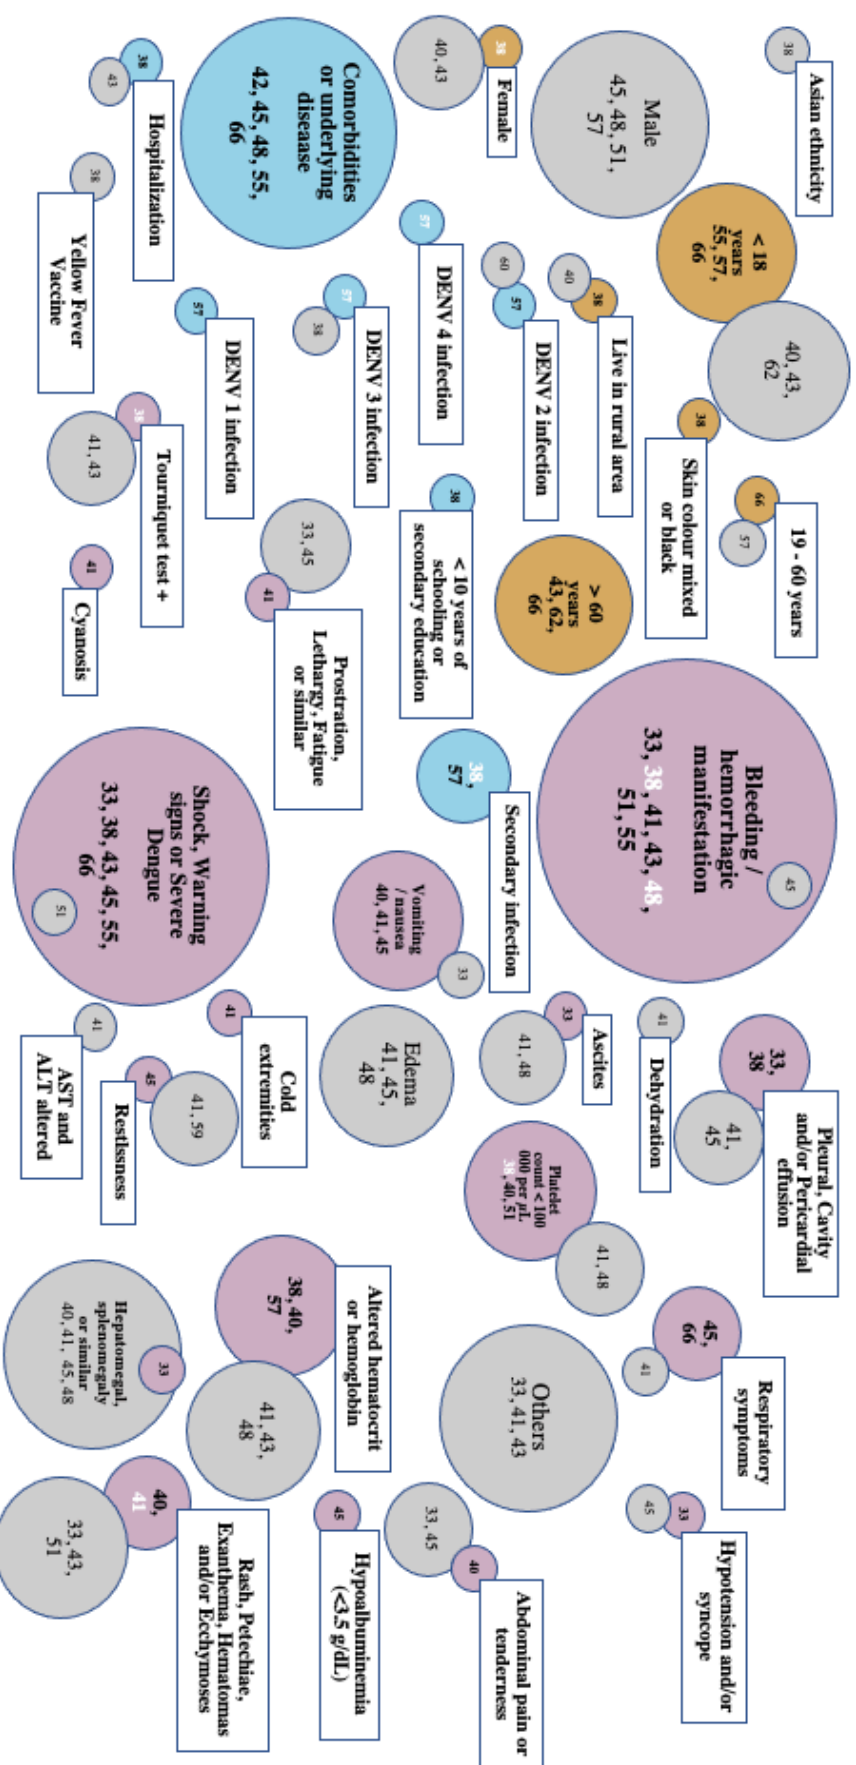 Asian ethnicity
38
Male
45, 48, 51,
57
Female
38
40, 43
Comorbidities
or underlying
diseaase
42, 45, 48, 55,
66
Hospitalization
38
43
Yellow Fever
Vaccine
38
< 18
years
55, 57,
66
40, 43,
62
Live in rural area
38
40
DENV 2 infection
57
60
DENV 4 infection
57
DENV 3 infection
57
38
DENV 1 infection
57
Tourniquet test +
38
41, 43
Cyanosis
41
19 - 60 years
66
57
Skin colour mixed
or black
38
> 60
years
43, 62,
66
< 10 years of
schooling or
secondary education
38
Prostration,
Lethargy, Fatigue
or similar
33, 45
41
Bleeding /
hemorrhagic
manifestation
33, 38, 41, 43, 48,
51, 55
45
Secondary infection
38,
57
Vomiting
/ nausea
40, 41, 45
33
Shock, Warning
signs or Severe
Dengue
33, 38, 43, 45, 55,
66
51
Pleural, Cavity
and/or Pericardial
effusion
33,
38
41,
45
Dehydration
41
Ascites
33
41, 48
Edema
41, 45,
48
Cold
extremities
41
Restlssness
45
41, 59
AST and
ALT altered
41
Platelet
count < 100
000 per µL
38, 40, 51
41, 48
Respiratory
symptoms
45,
66
41
Others
33, 41, 43
Altered hematocrit
or hemoglobin
38, 40,
57
41, 43,
48
Hepatomegal,
splenomegaly
or similar
40, 41, 45, 48
33
Hypotension and/or
syncope
33
45
Abdominal pain or
tenderness
40
33, 45
Hypoalbuminemia
(<3.5 g/dL)
45
Rash, Petechiae,
Exanthema, Hematomas
and/or Ecchymoses
40,
41
33, 43,
51